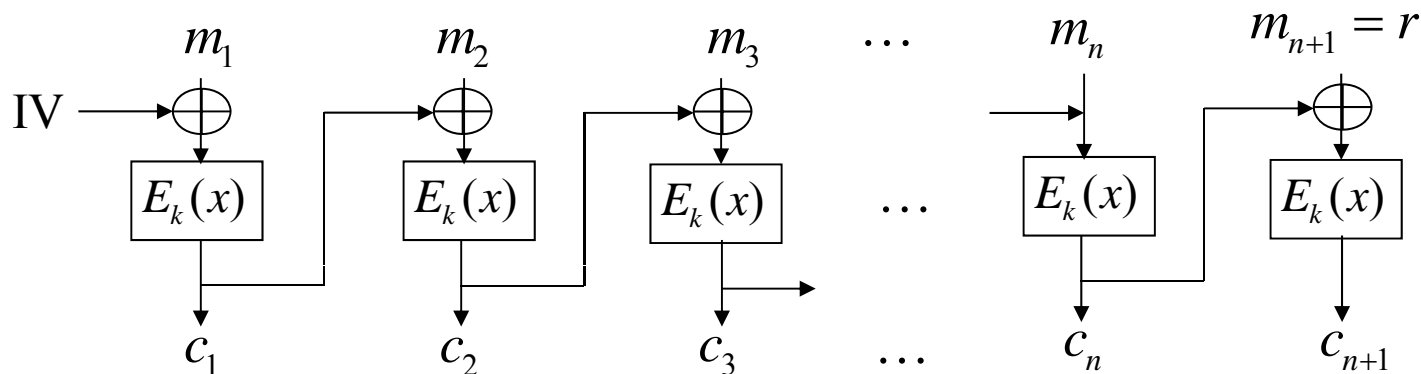 m₁ m₂ m₃ … mₙ mₙ₊₁ = r
IV
Eₖ(x) Eₖ(x) Eₖ(x) … Eₖ(x) Eₖ(x)
c₁ c₂ c₃ … cₙ cₙ₊₁